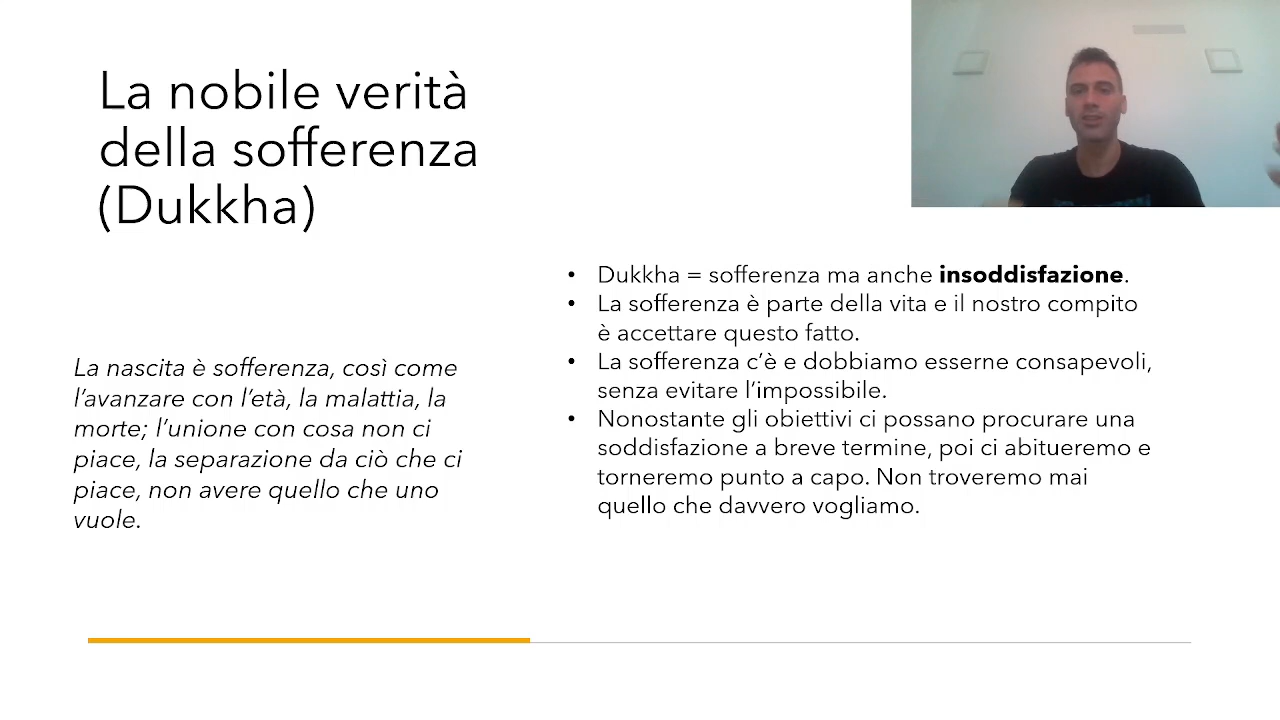 La nobile verità
della sofferenza
(Dukkha)
La nascita è sofferenza, così come
l'avanzare con l'età, la malattia, la
morte; l'unione con cosa non ci
piace, la separazione da ciò che ci
piace, non avere quello che uno
vuole.
• Dukkha = sofferenza ma anche insoddisfazione.
• La sofferenza è parte della vita e il nostro compito
è accettare questo fatto.
• La sofferenza c'è e dobbiamo esserne consapevoli,
senza evitare l'impossibile.
• Nonostante gli obiettivi ci possano procurare una
soddisfazione a breve termine, poi ci abitueremo e
torneremo punto a capo. Non troveremo mai
quello che davvero vogliamo.